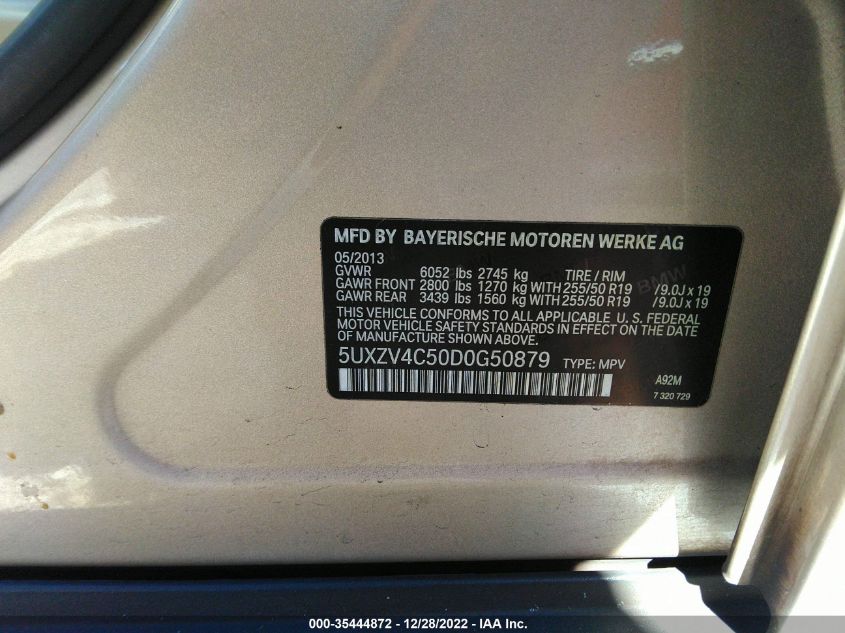 MFD BY BAYERISCHE MOTOREN WERKE AG
05/2013
GVWR 6052 lbs 2745 kg TIRE / RIM
GAWR FRONT 2800 lbs 1270 kg WITH 255/50 R19 /9.0J x 19
GAWR REAR 3439 lbs 1560 kg WITH 255/50 R19 /9.0J x 19
THIS VEHICLE CONFORMS TO ALL APPLICABLE U. S. FEDERAL
MOTOR VEHICLE SAFETY STANDARDS IN EFFECT ON THE DATE
OF MANUFACTURE SHOWN ABOVE.
5UXZV4C50D0G50879 TYPE: MPV
A92M
7 320 729
BMW
000-35444872 - 12/28/2022 - IAA Inc.